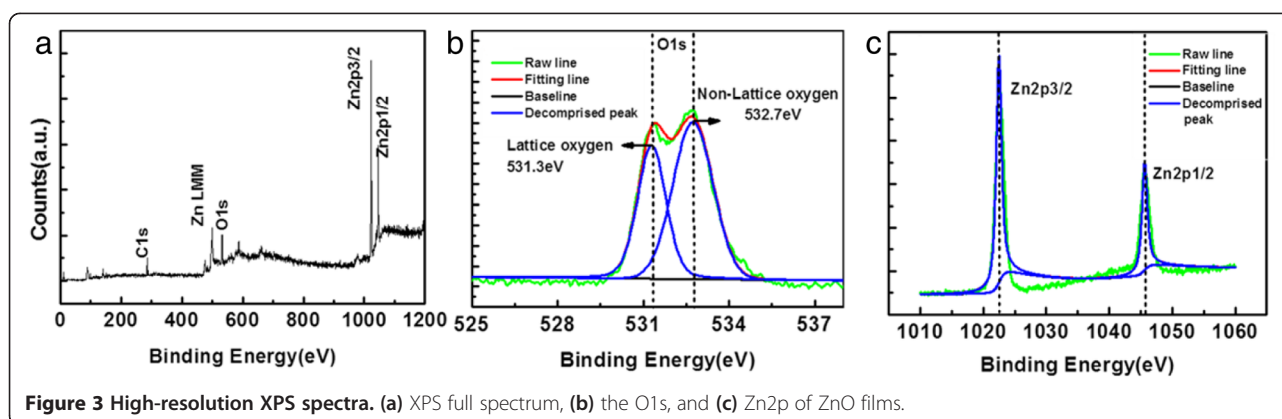 a
Counts(a.u.)
C1s
Zn LMM
O1s
Zn2p3/2
Zn2p1/2
0 200 400 600 800 1000 1200
Binding Energy(eV)
b
O1s
Raw line
Fitting line
Baseline
Decomprised peak
Non-Lattice oxygen
532.7eV
Lattice oxygen
531.3eV
525 528 531 534 537
Binding Energy(eV)
c
Raw line
Fitting line
Baseline
Decomprised
peak
Zn2p3/2
Zn2p1/2
1010 1020 1030 1040 1050 1060
Binding Energy(eV)
Figure 3 High-resolution XPS spectra. (a) XPS full spectrum, (b) the O1s, and (c) Zn2p of ZnO films.